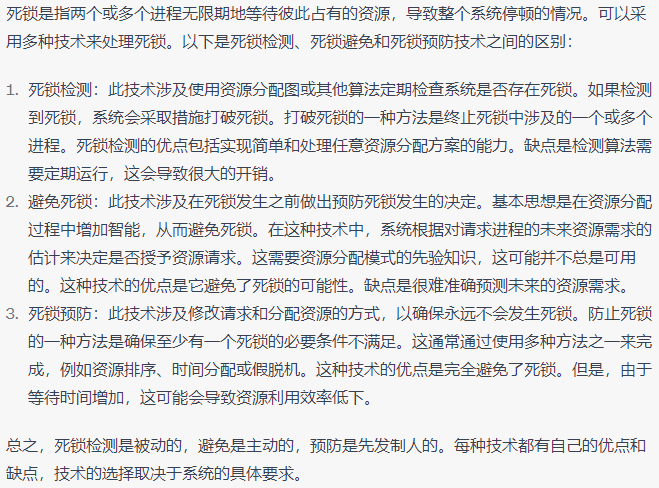 死锁是指两个或多个进程无限期地等待彼此占有的资源，导致整个系统停顿的情况。可以采
用多种技术来处理死锁。以下是死锁检测、死锁避免和死锁预防技术之间的区别：
1. 死锁检测：此技术涉及使用资源分配图或其他算法定期检查系统是否存在死锁。如果检测
到死锁，系统会采取措施打破死锁。打破死锁的一种方法是终止死锁中涉及的一个或多个
进程。死锁检测的优点包括实现简单和处理任意资源分配方案的能力。缺点是检测算法需
要定期运行，这会导致很大的开销。
2. 避免死锁：此技术涉及在死锁发生之前做出预防死锁发生的决定。基本思想是在资源分配
过程中增加智能，从而避免死锁。在这种技术中，系统根据对请求进程的未来资源需求的
估计来决定是否授予资源请求。这需要资源分配模式的先验知识，这可能并不总是可用
的。这种技术的优点是它避免了死锁的可能性。缺点是很难准确预测未来的资源需求。
3. 死锁预防：此技术涉及修改请求和分配资源的方式，以确保永远不会发生死锁。防止死锁
的一种方法是确保至少有一个死锁的必要条件不满足。这通常通过使用多种方法之一来完
成，例如资源排序、时间分配或假脱机。这种技术的优点是完全避免了死锁。但是，由于
等待时间增加，这可能会导致资源利用效率低下。
总之，死锁检测是被动的，避免是主动的，预防是先发制人的。每种技术都有自己的优点和
缺点，技术的选择取决于系统的具体要求。